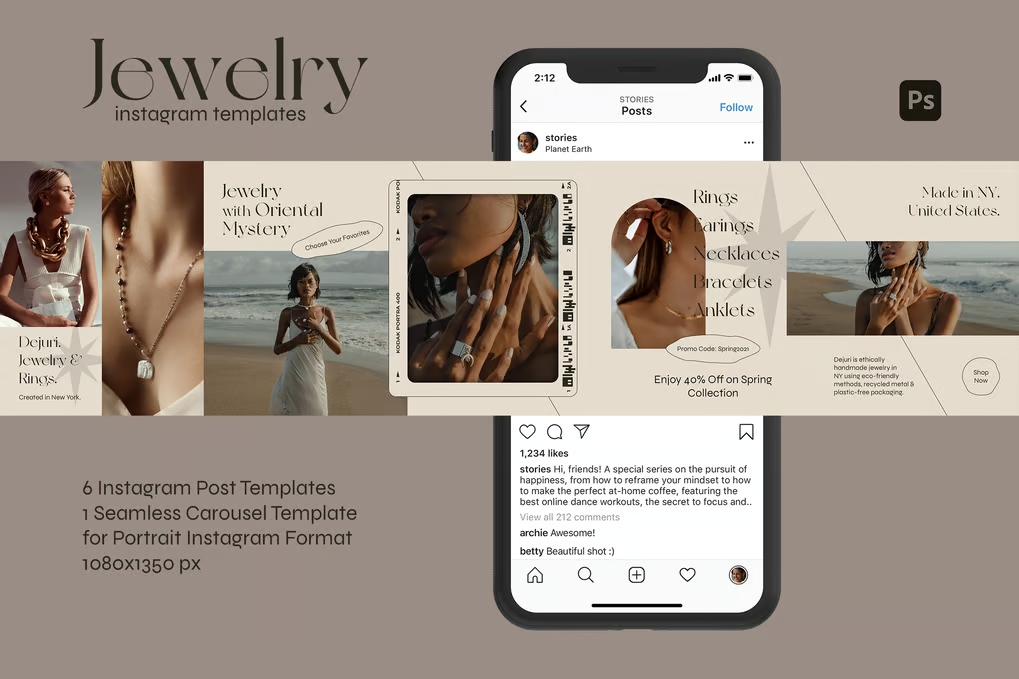 Jewelry
instagram templates
Ps
2:12
STORIES
Posts
Follow
stories
Planet Earth
Dejuri.
Jewelry &
Rings.
Created in New York.
Jewelry
with Oriental
Mystery
Choose Your Favorites
KODAK PO
2
KODAK PORTRA 400
1
Rings
Earings
Necklaces
Bracelets
Anklets
Promo Code: Spring2021
Enjoy 40% Off on Spring
Collection
Made in NY.
United States.
Dejuri is ethically
handmade jewelry in
NY using eco-friendly
methods, recycled metal &
plastic-free packaging.
Shop
Now
1,234 likes
stories Hi, friends! A special series on the pursuit of
happiness, from how to reframe your mindset to how
to make the perfect at-home coffee, featuring the
best online dance workouts, the secret to focus and..
View all 212 comments
archie Awesome!
betty Beautiful shot :)
6 Instagram Post Templates
1 Seamless Carousel Template
for Portrait Instagram Format
1080x1350 px